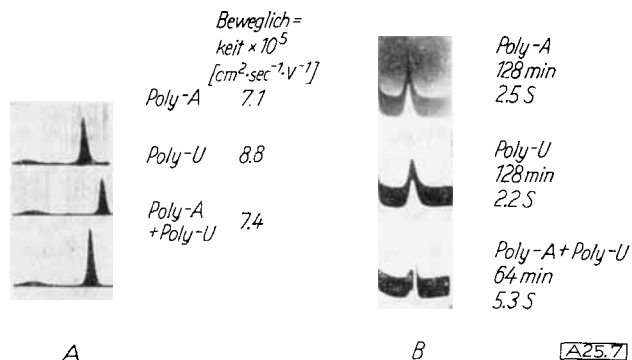 Beweglich=
keit × 10⁵
[cm²·sec⁻¹·V⁻¹]
Poly-A 7.1
Poly-U 8.8
Poly-A
+Poly-U 7.4
A
Poly-A
128 min
2.5 S
Poly-U
128 min
2.2 S
Poly-A+Poly-U
64 min
5.3 S
B
A25.7